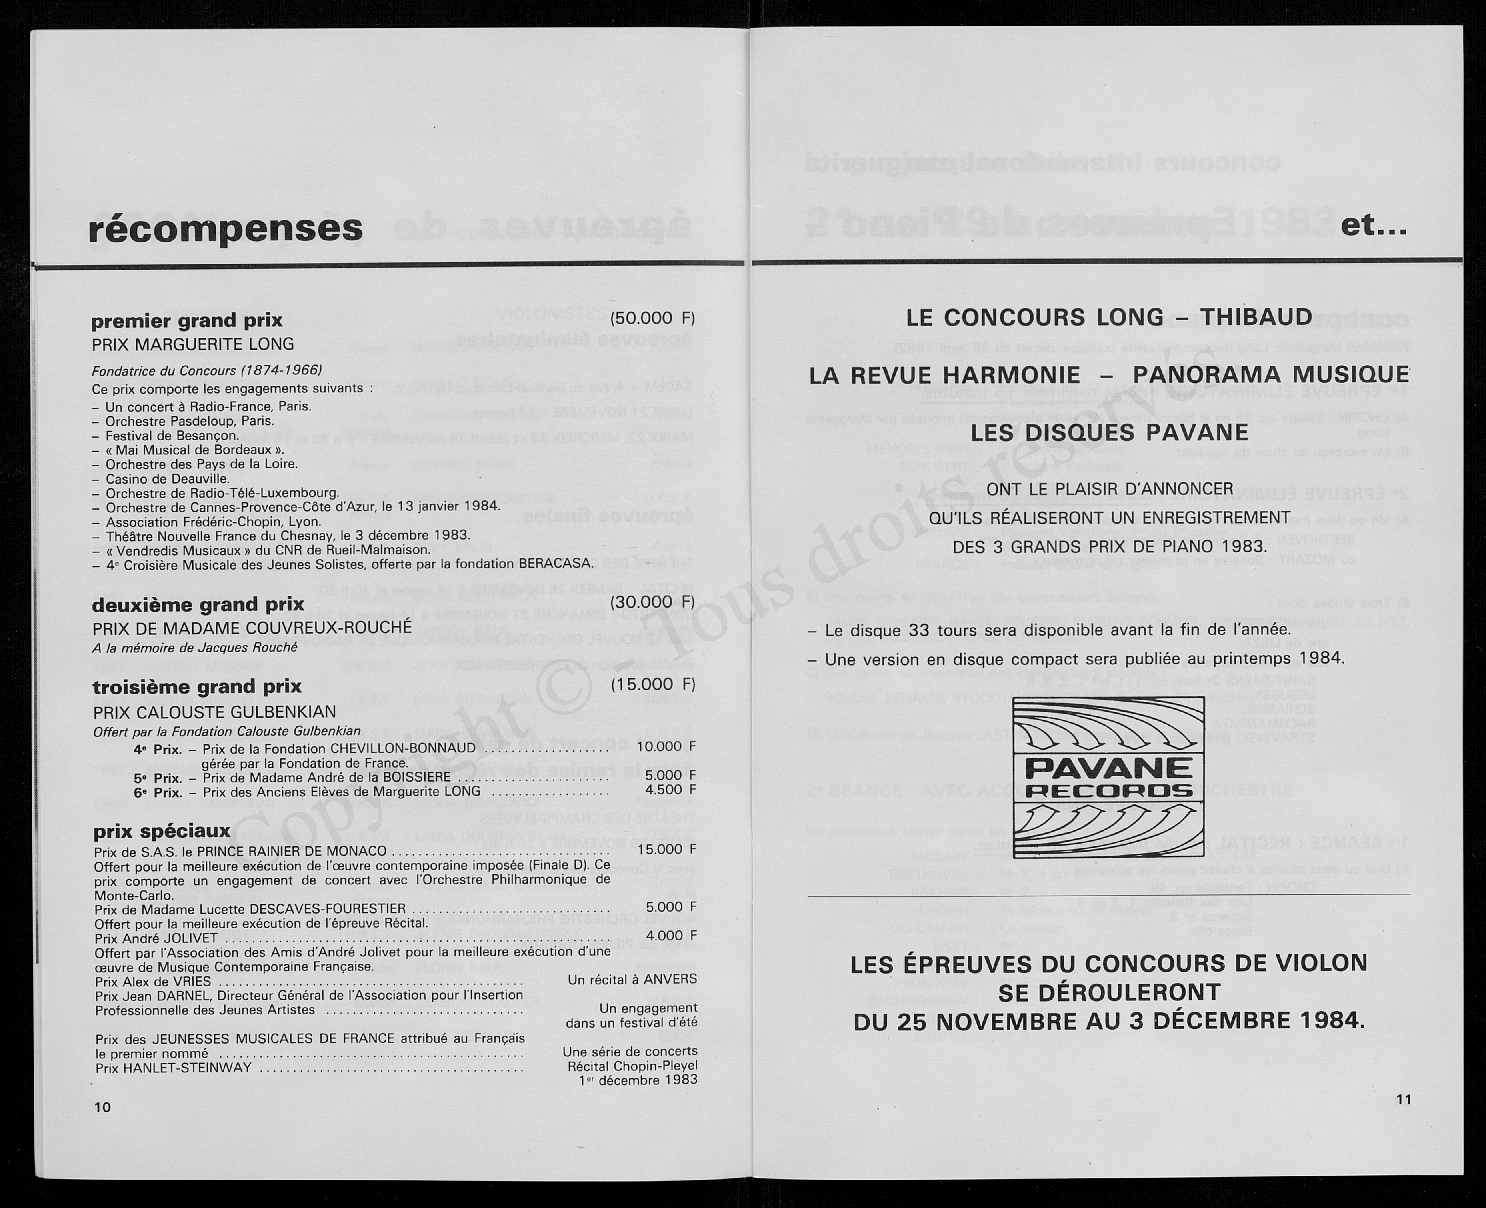 récompenses
premier grand prix (50.000 F)
PRIX MARGUERITE LONG
Fondatrice du Concours (1874-1966)
Ce prix comporte les engagements suivants :
– Un concert à Radio-France, Paris.
– Orchestre Pasdeloup, Paris.
– Festival de Besançon.
– « Mai Musical de Bordeaux ».
– Orchestre des Pays de la Loire.
– Casino de Deauville.
– Orchestre de Radio-Télé-Luxembourg.
– Orchestre de Cannes-Provence-Côte d'Azur, le 13 janvier 1984.
– Association Frédéric-Chopin, Lyon.
– Théâtre Nouvelle France du Chesnay, le 3 décembre 1983.
– « Vendredis Musicaux » du CNR de Rueil-Malmaison.
– 4e Croisière Musicale des Jeunes Solistes, offerte par la fondation BERACASA.
deuxième grand prix (30.000 F)
PRIX DE MADAME COUVREUX-ROUCHÉ
A la mémoire de Jacques Rouché
troisième grand prix (15.000 F)
PRIX CALOUSTE GULBENKIAN
Offert par la Fondation Calouste Gulbenkian
4e Prix. – Prix de la Fondation CHEVILLON-BONNAUD ................... 10.000 F
gérée par la Fondation de France.
5e Prix. – Prix de Madame André de la BOISSIERE ....................... 5.000 F
6e Prix. – Prix des Anciens Elèves de Marguerite LONG .................. 4.500 F
prix spéciaux
Prix de S.A.S. le PRINCE RAINIER DE MONACO ................................. 15.000 F
Offert pour la meilleure exécution de l'œuvre contemporaine imposée (Finale D). Ce
prix comporte un engagement de concert avec l'Orchestre Philharmonique de
Monte-Carlo.
Prix de Madame Lucette DESCAVES-FOURESTIER .............................. 5.000 F
Offert pour la meilleure exécution de l'épreuve Récital.
Prix André JOLIVET .......................................................... 4.000 F
Offert par l'Association des Amis d'André Jolivet pour la meilleure exécution d'une
œuvre de Musique Contemporaine Française.
Prix Alex de VRIES .............................................. Un récital à ANVERS
Prix Jean DARNEL, Directeur Général de l'Association pour l'Insertion
Professionnelle des Jeunes Artistes .............................. Un engagement
dans un festival d'été
Prix des JEUNESSES MUSICALES DE FRANCE attribué au Français
le premier nommé .............................................. Une série de concerts
Prix HANLET-STEINWAY ........................................ Récital Chopin-Pleyel
1er décembre 1983
10
et...
LE CONCOURS LONG – THIBAUD
LA REVUE HARMONIE – PANORAMA MUSIQUE
LES DISQUES PAVANE
ONT LE PLAISIR D'ANNONCER
QU'ILS RÉALISERONT UN ENREGISTREMENT
DES 3 GRANDS PRIX DE PIANO 1983.
– Le disque 33 tours sera disponible avant la fin de l'année.
– Une version en disque compact sera publiée au printemps 1984.
PAVANE
RECORDS
LES ÉPREUVES DU CONCOURS DE VIOLON
SE DÉROULERONT
DU 25 NOVEMBRE AU 3 DÉCEMBRE 1984.
11
Copyright © - Tous droits reservés